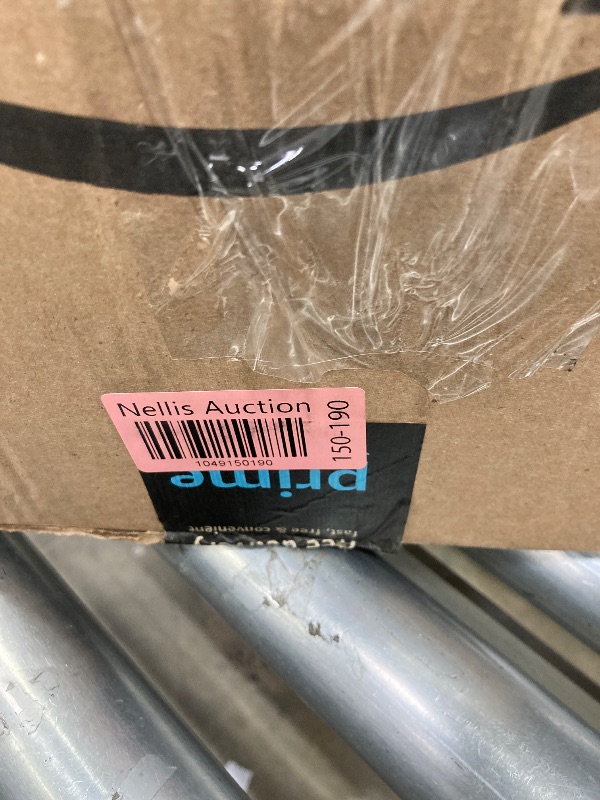 Nellis Auction
150-190
1049150190
prime
fast, free & convenient